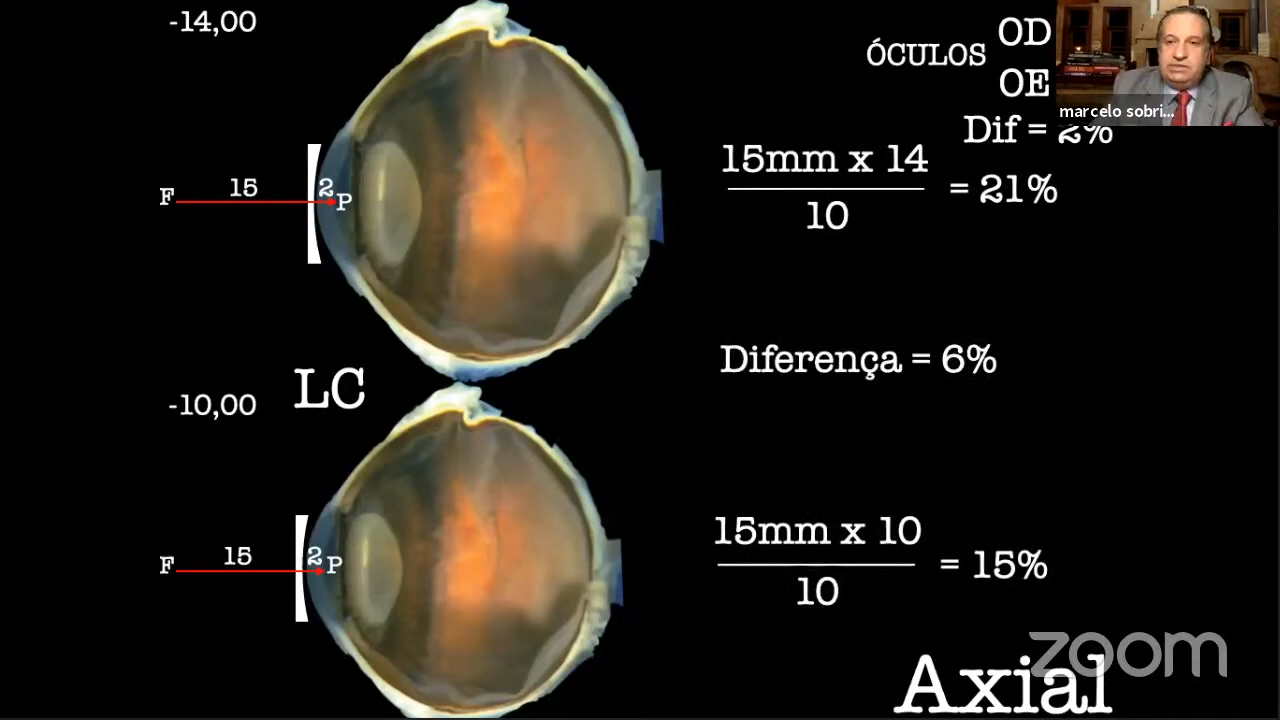 -14,00
ÓCULOS OD
OE
marcelo sobri...
Dif = 2%
15mm x 14
10
= 21%
F 15 2 P
Diferença = 6%
LC
-10,00
15mm x 10
10
= 15%
F 15 2 P
zoom
Axial